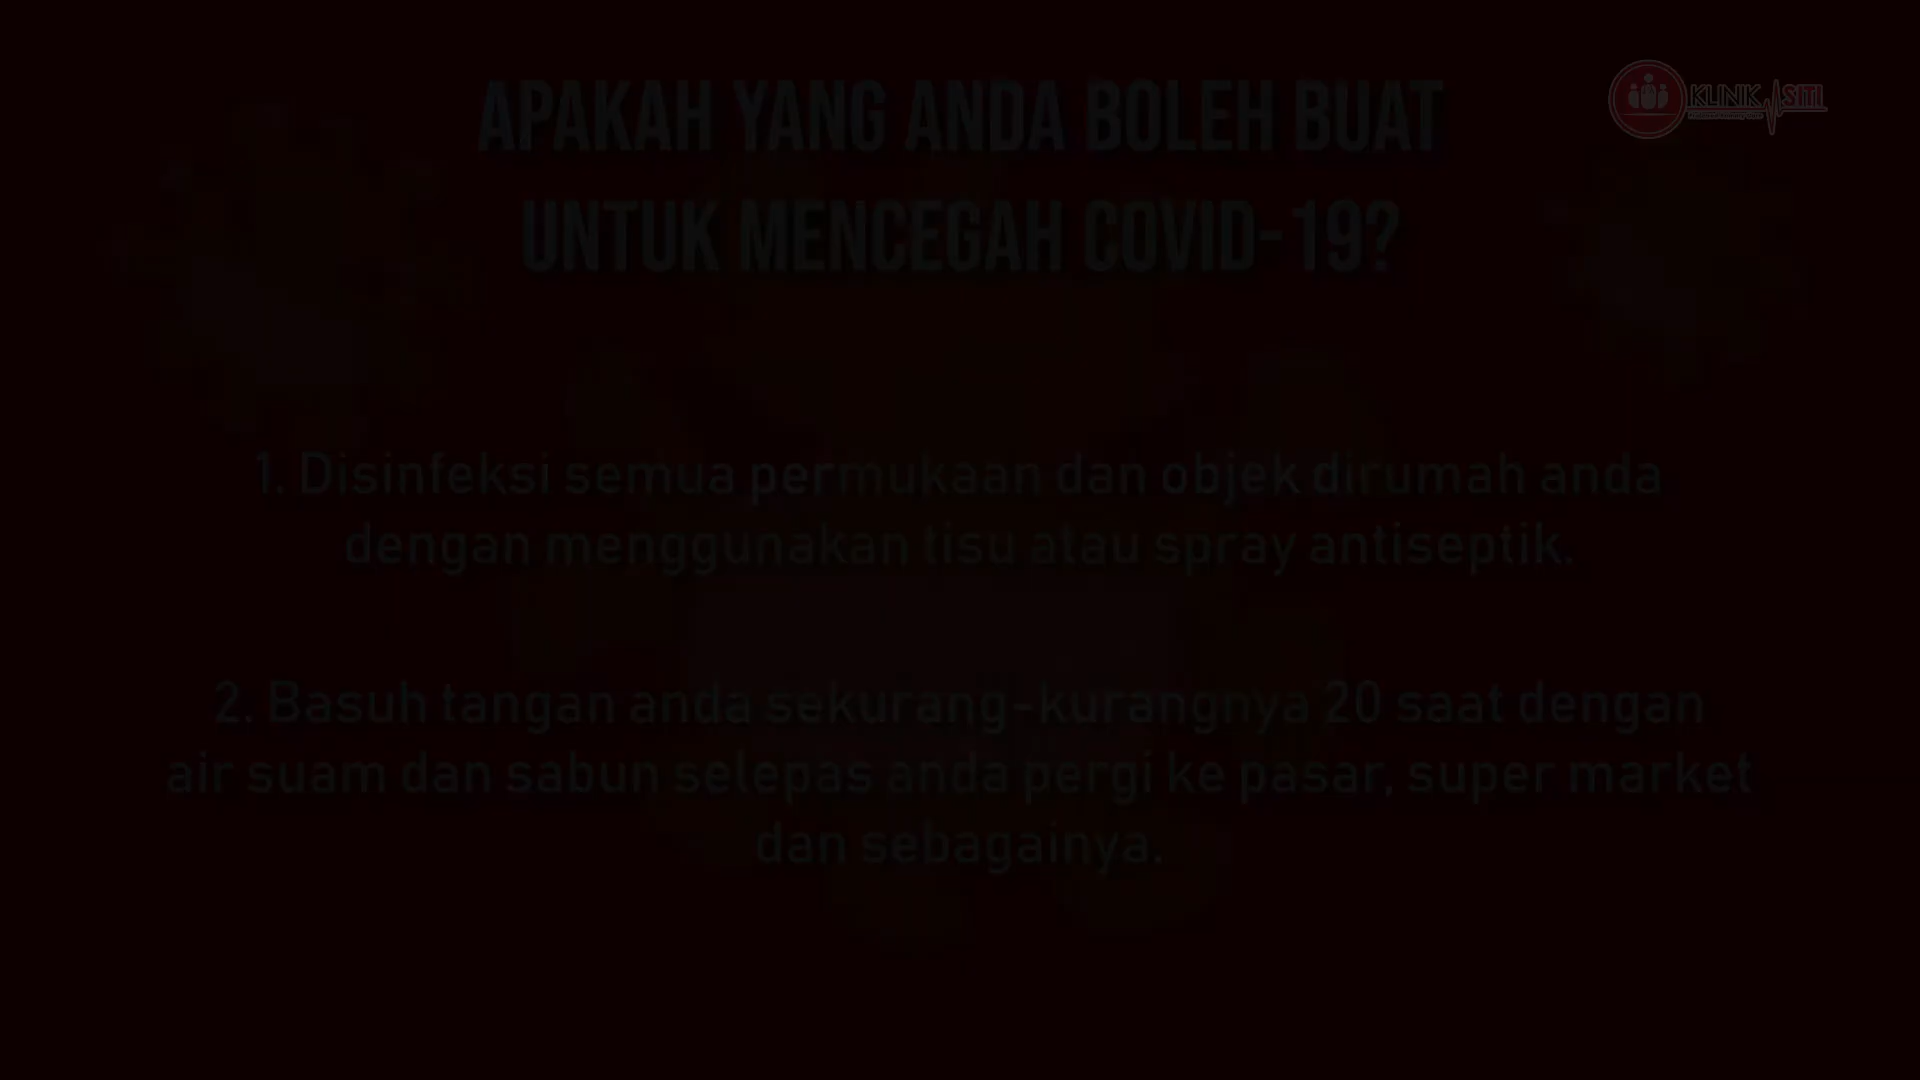 APAKAH YANG ANDA BOLEH BUAT
UNTUK MENCEGAH COVID-19?
KLINIK SITI
1. Disinfeksi semua permukaan dan objek dirumah anda
dengan menggunakan tisu atau spray antiseptik.
2. Basuh tangan anda sekurang-kurangnya 20 saat dengan
air suam dan sabun selepas anda pergi ke pasar, super market
dan sebagainya.